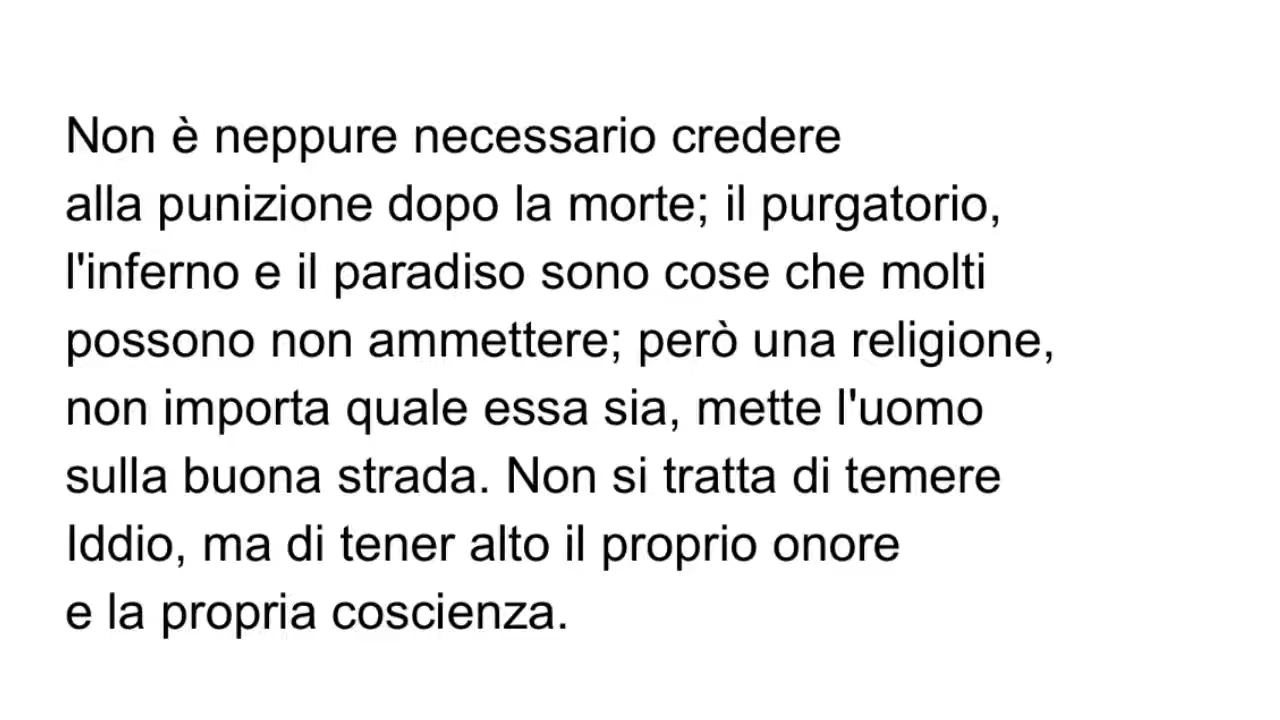 Non è neppure necessario credere
alla punizione dopo la morte; il purgatorio,
l'inferno e il paradiso sono cose che molti
possono non ammettere; però una religione,
non importa quale essa sia, mette l'uomo
sulla buona strada. Non si tratta di temere
Iddio, ma di tener alto il proprio onore
e la propria coscienza.